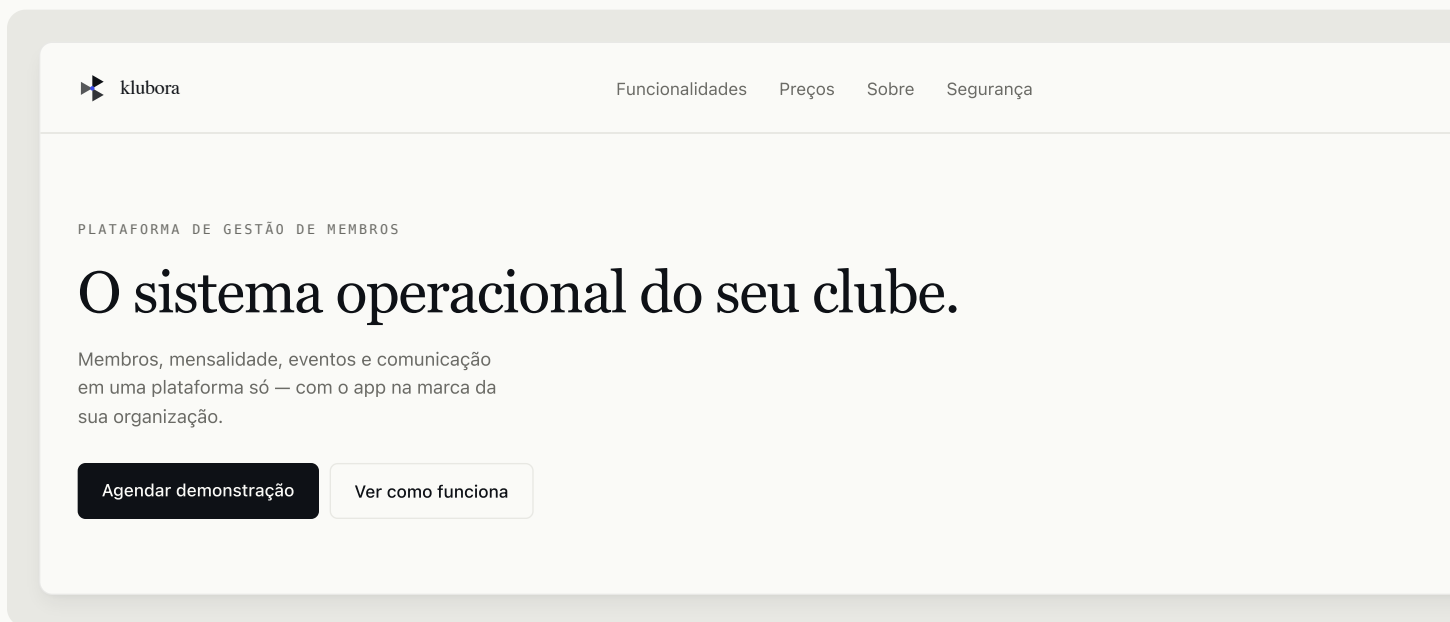 klubora
Funcionalidades
Preços
Sobre
Segurança
PLATAFORMA DE GESTÃO DE MEMBROS
O sistema operacional do seu clube.
Membros, mensalidade, eventos e comunicação
em uma plataforma só — com o app na marca da
sua organização.
Agendar demonstração
Ver como funciona